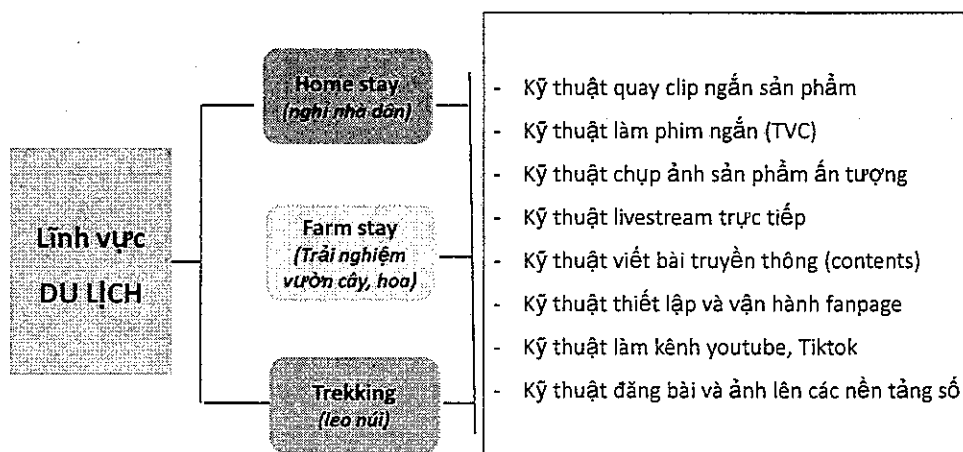 Lĩnh vực
DU LỊCH
Home stay
(nghỉ nhà dân)
Farm stay
(Trải nghiệm
vườn cây, hoa)
Trekking
(leo núi)
- Kỹ thuật quay clip ngắn sản phẩm
- Kỹ thuật làm phim ngắn (TVC)
- Kỹ thuật chụp ảnh sản phẩm ấn tượng
- Kỹ thuật livestream trực tiếp
- Kỹ thuật viết bài truyền thông (contents)
- Kỹ thuật thiết lập và vận hành fanpage
- Kỹ thuật làm kênh youtube, Tiktok
- Kỹ thuật đăng bài và ảnh lên các nền tảng số